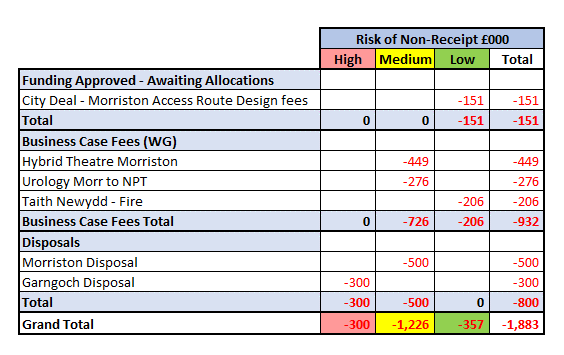 Risk of Non-Receipt £000
High Medium Low Total
Funding Approved - Awaiting Allocations
City Deal - Morriston Access Route Design fees -151 -151
Total 0 0 -151 -151
Business Case Fees (WG)
Hybrid Theatre Morriston -449 -449
Urology Morr to NPT -276 -276
Taith Newydd - Fire -206 -206
Business Case Fees Total 0 -726 -206 -932
Disposals
Morriston Disposal -500 -500
Garngoch Disposal -300 -300
Total -300 -500 0 -800
Grand Total -300 -1,226 -357 -1,883